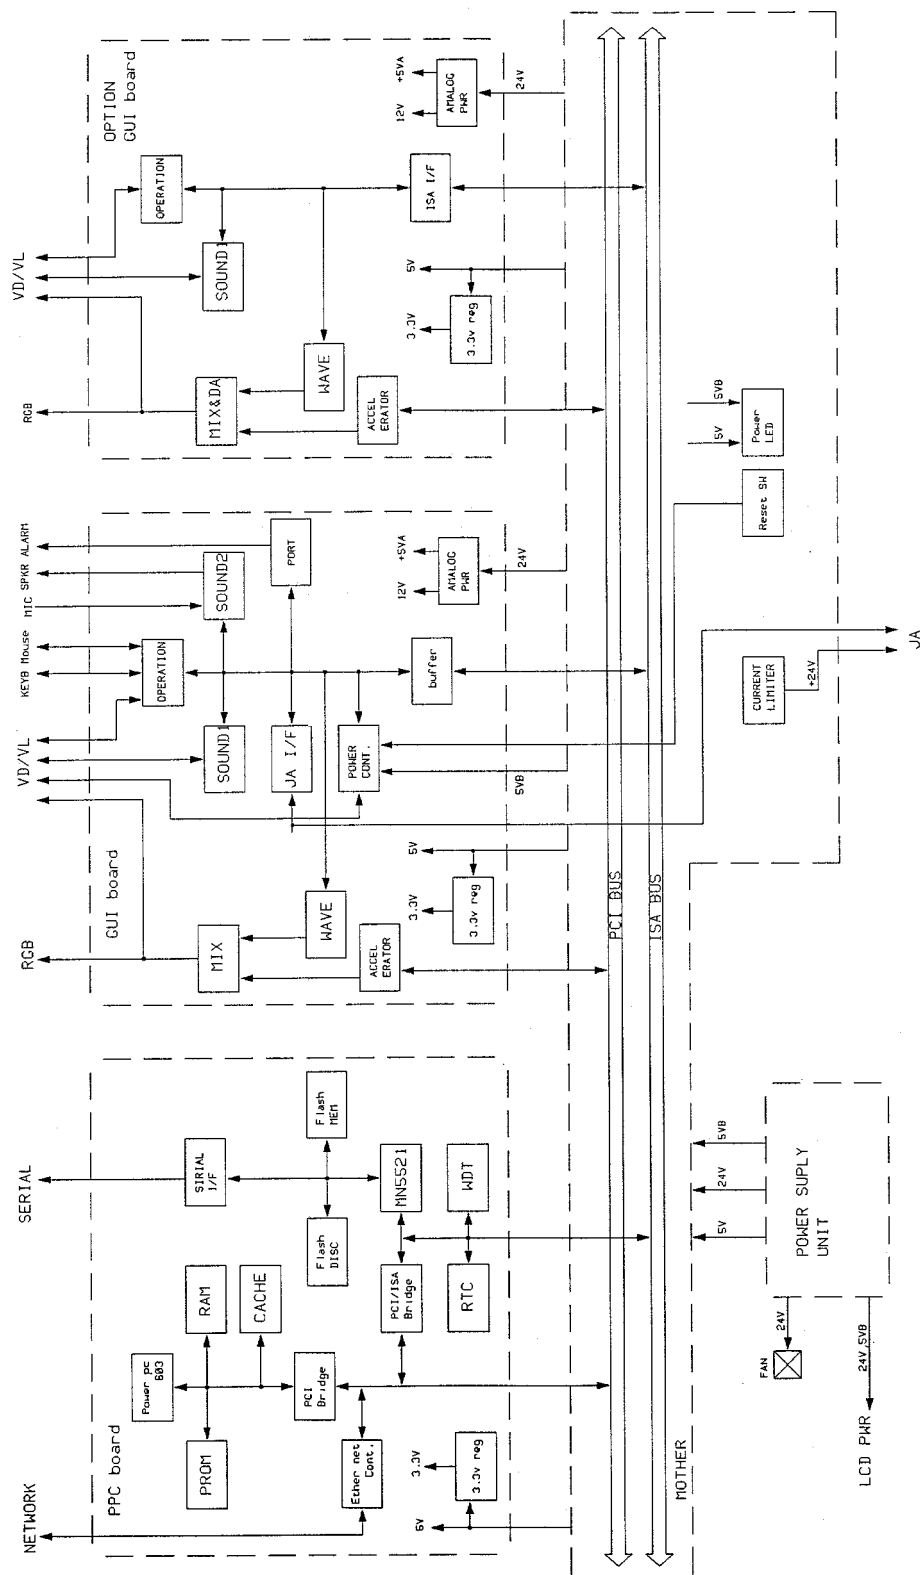 NETWORK
SERIAL
RGB
VD/VL
KEYB
Mouse
MIC
SPKR
ALARM
RGB
VD/VL
PPC board
PROM
Power pc
603
RAM
CACHE
PCI
Bridge
Ether net
Cont.
SIRIAL
I/F
Flash
DISC
Flash
MEM
MN5521
PCI/ISA
Bridge
RTC
WDT
3.3V
3.3v reg
GUI board
MIX
WAVE
ACCEL
ERATOR
SOUND1
OPERATION
SOUND2
JA I/F
PORT
POWER
CONT.
buffer
5VB
5V
3.3V
3.3v reg
12V
+5VA
AMALOG
PWR
24V
OPTION
GUI board
MIX&DA
WAVE
ACCEL
ERATOR
SOUND1
OPERATION
ISA I/F
5V
3.3V
3.3v reg
12V
+5VA
AMALOG
PWR
24V
PCI BUS
ISA BUS
MOTHER
5V
24V
5VB
POWER SUPLY
UNIT
24V
FAN
24V,5VB
LCD PWR
CURRENT
LIMITER
+24V
JA
Reset SW
5V
5VB
Power
LED